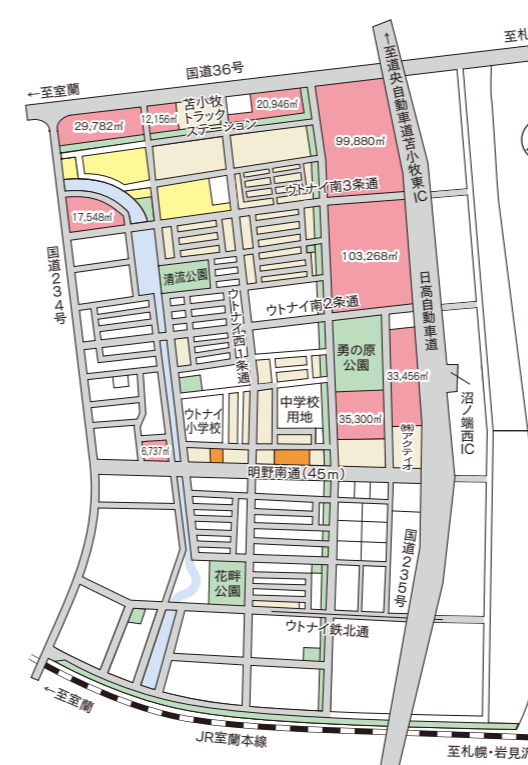 国道36号
至札
←至室蘭
←至道央自動車道苫小牧東IC
29,782㎡
12,156㎡
苫小牧
トラック
ステーション
20,946㎡
99,880㎡
ウトナイ南3条通
17,548㎡
国道234号
清流公園
103,268㎡
日高自動車道
ウトナイ南2条通
ウトナイ西1条通
勇の原
公園
33,456㎡
沼ノ端西IC
ウトナイ
小学校
中学校
用地
35,300㎡
㈱アクティオ
6,737㎡
明野南通(45m)
国道235号
花畔
公園
ウトナイ鉄北通
←至室蘭
JR室蘭本線
至札幌・岩見沢